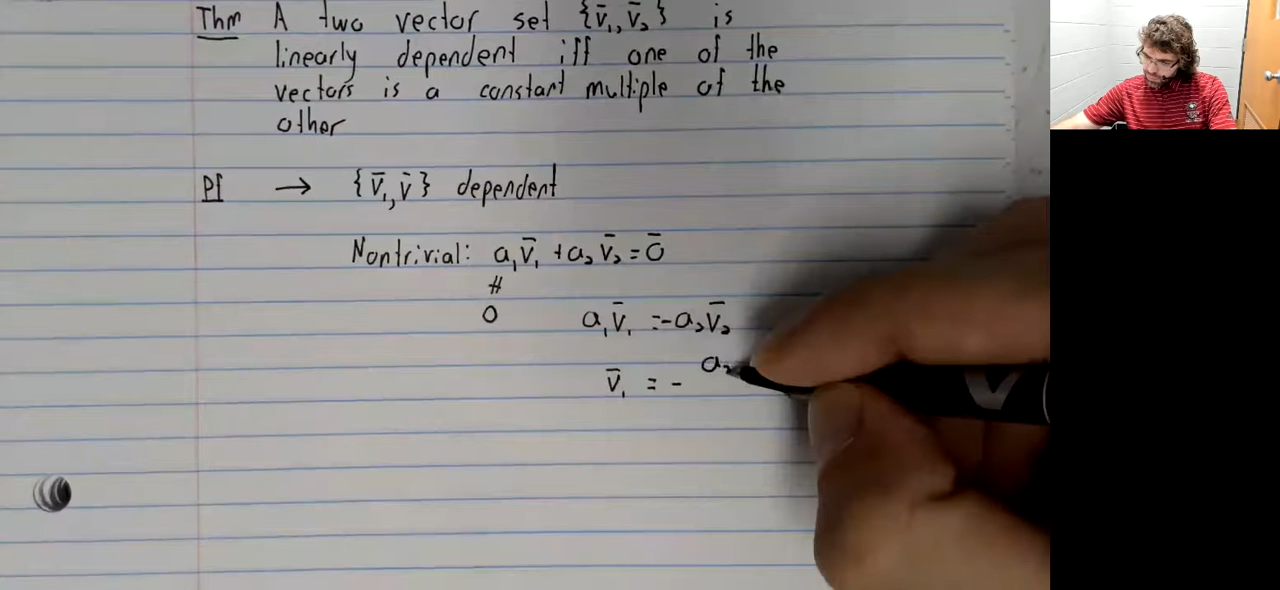 Thm A two vector set {v̄₁, v̄₂} is
linearly dependent iff one of the
vectors is a constant multiple of the
other
Pf → {v̄₁, v̄} dependent
Nontrivial: a₁v̄₁ + a₂v̄₂ = 0̄
≠
0
a₁v̄₁ = -a₂v̄₂
v̄₁ = - a₂